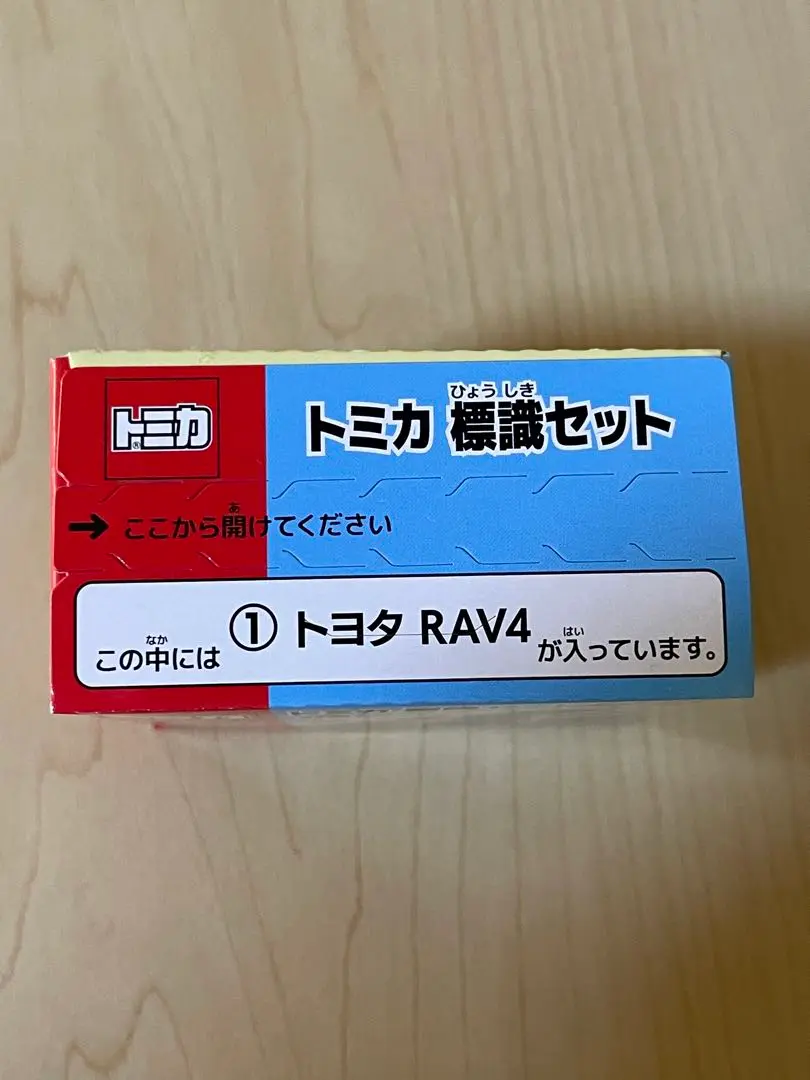 トミカ
®
ひょう しき
トミカ 標識セット
あ
→ ここから開けてください
なか はい
この中には ① トヨタ RAV4 が入っています。